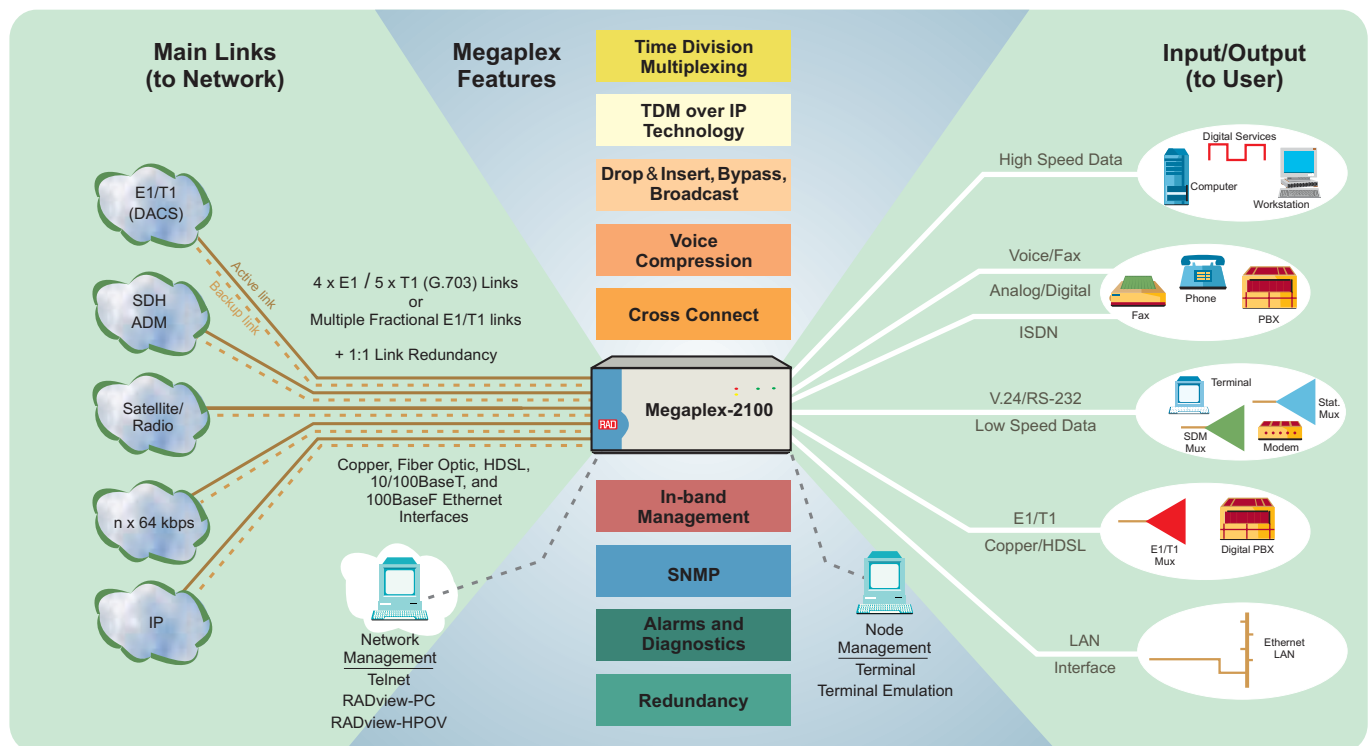 Main Links
(to Network)
Megaplex
Features
Time Division
Multiplexing
TDM over IP
Technology
Drop & Insert, Bypass,
Broadcast
Voice
Compression
Cross Connect
Input/Output
(to User)
E1/T1
(DACS)
SDH
ADM
Satellite/
Radio
n x 64 kbps
IP
Active link
Backup link
4 x E1 / 5 x T1 (G.703) Links
or
Multiple Fractional E1/T1 links
+ 1:1 Link Redundancy
Copper, Fiber Optic, HDSL,
10/100BaseT, and
100BaseF Ethernet
Interfaces
RAD
Megaplex-2100
In-band
Management
SNMP
Alarms and
Diagnostics
Redundancy
Network
Management
Telnet
RADview-PC
RADview-HPOV
Node
Management
Terminal
Terminal Emulation
High Speed Data
Digital Services
Computer
Workstation
Voice/Fax
Analog/Digital
ISDN
Fax
Phone
PBX
V.24/RS-232
Low Speed Data
Terminal
Stat.
Mux
SDM
Mux
Modem
E1/T1
Copper/HDSL
E1/T1
Mux
Digital PBX
LAN
Interface
Ethernet
LAN